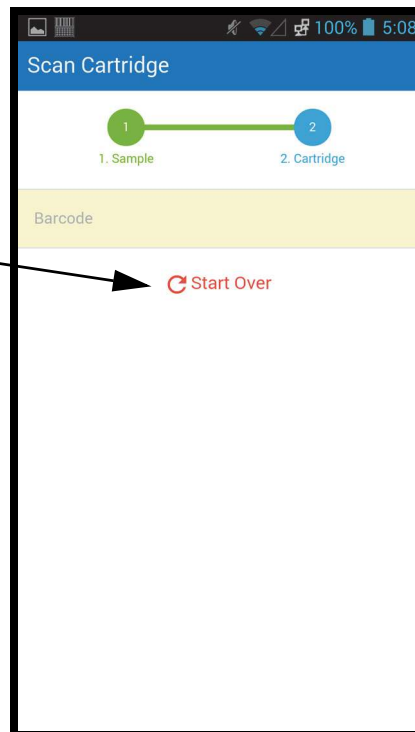 100% 5:08
Scan Cartridge
1 2
1. Sample 2. Cartridge
Barcode
Start Over